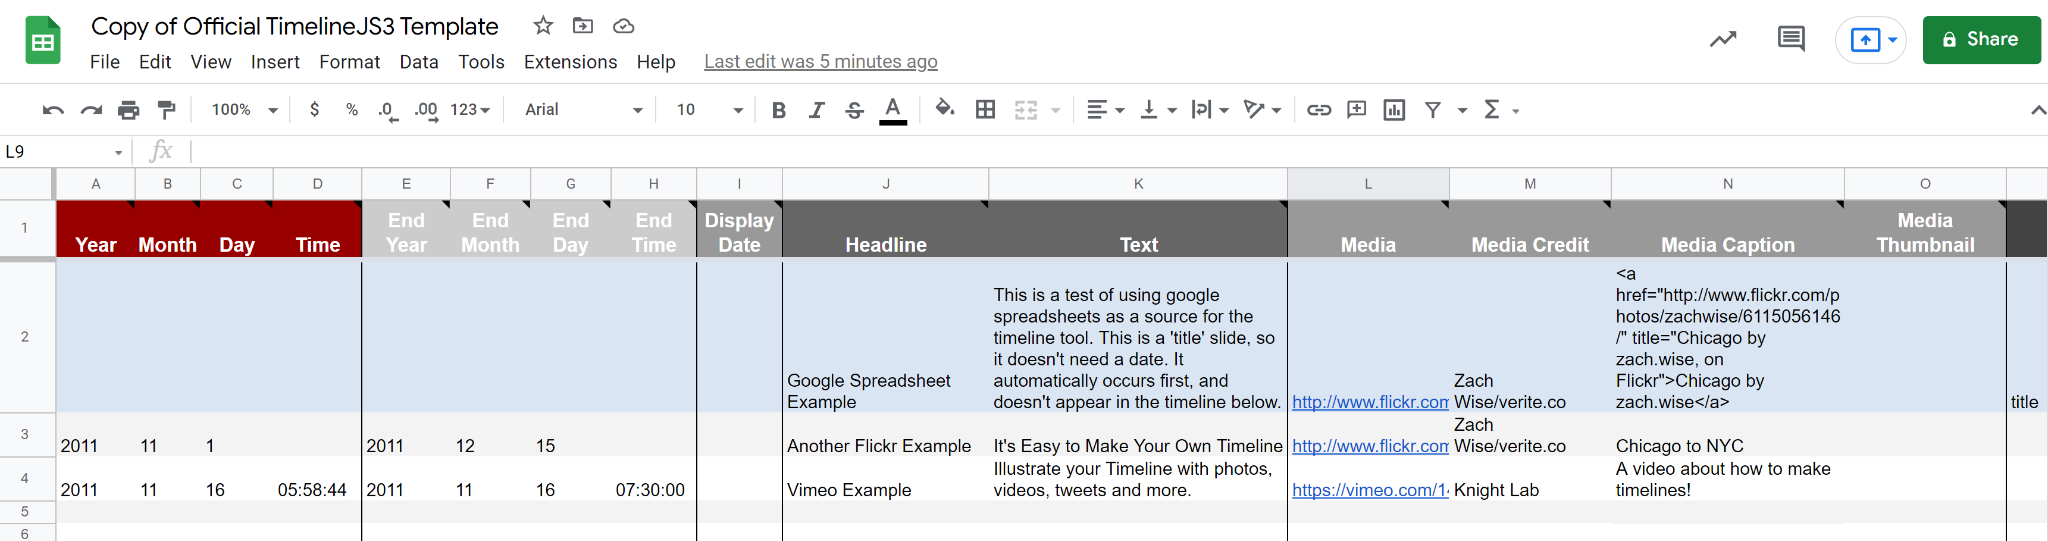 Copy of Official TimelineJS3 Template
File Edit View Insert Format Data Tools Extensions Help Last edit was 5 minutes ago
Share
100% $ % .0 .00 123 Arial 10 B I S A Σ
L9 fx
A B C D E F G H I J K L M N O
1 Year Month Day Time End Year End Month End Day End Time Display Date Headline Text Media Media Credit Media Caption Media Thumbnail
2
Google Spreadsheet
Example
This is a test of using google
spreadsheets as a source for the
timeline tool. This is a 'title' slide, so
it doesn't need a date. It
automatically occurs first, and
doesn't appear in the timeline below.
http://www.flickr.com
Zach
Wise/verite.co
<a
href="http://www.flickr.com/p
hotos/zachwise/6115056146
/" title="Chicago by
zach.wise, on
Flickr">Chicago by
zach.wise</a>
title
3 2011 11 1 2011 12 15 Another Flickr Example It's Easy to Make Your Own Timeline http://www.flickr.com
Zach
Wise/verite.co
Chicago to NYC
4 2011 11 16 05:58:44 2011 11 16 07:30:00 Vimeo Example
Illustrate your Timeline with photos,
videos, tweets and more.
https://vimeo.com/1
Knight Lab
A video about how to make
timelines!
5
6